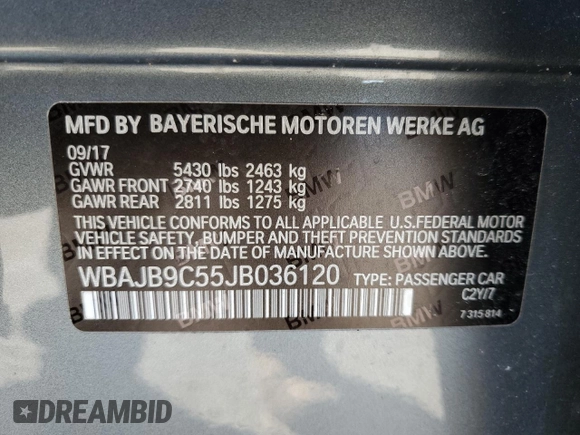 MFD BY BAYERISCHE MOTOREN WERKE AG
09/17
GVWR 5430 lbs 2463 kg
GAWR FRONT 2740 lbs 1243 kg
GAWR REAR 2811 lbs 1275 kg
THIS VEHICLE CONFORMS TO ALL APPLICABLE U.S.FEDERAL MOTOR
VEHICLE SAFETY, BUMPER AND THEFT PREVENTION STANDARDS
IN EFFECT ON THE DATE OF MANUFACTURE SHOWN ABOVE.
WBAJB9C55JB036120 TYPE: PASSENGER CAR
C2Y/7
7 315 814
DREAMBID